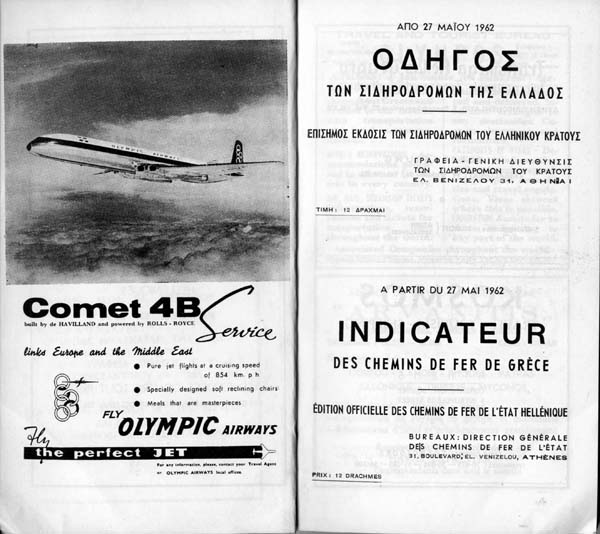 OLYMPIC AIRWAYS
Comet 4B
Service
built by de HAVILLAND and powered by ROLLS - ROYCE
links Europe and the Middle East
Pure jet flights at a cruising speed
of 854 km. p.h.
Specially designed soft reclining chairs
Meals that are masterpieces
FLY
OLYMPIC AIRWAYS
Fly
the perfect JET
For any information, please, contact your Travel Agent
or OLYMPIC AIRWAYS local offices
ΑΠΟ 27 ΜΑΪΟΥ 1962
ΟΔΗΓΟΣ
ΤΩΝ ΣΙΔΗΡΟΔΡΟΜΩΝ ΤΗΣ ΕΛΛΑΔΟΣ
ΕΠΙΣΗΜΟΣ ΕΚΔΟΣΙΣ ΤΩΝ ΣΙΔΗΡΟΔΡΟΜΩΝ ΤΟΥ ΕΛΛΗΝΙΚΟΥ ΚΡΑΤΟΥΣ
ΓΡΑΦΕΙΑ - ΓΕΝΙΚΗ ΔΙΕΥΘΥΝΣΙΣ
ΤΩΝ ΣΙΔΗΡΟΔΡΟΜΩΝ ΤΟΥ ΚΡΑΤΟΥΣ
ΕΛ. ΒΕΝΙΖΕΛΟΥ 31, ΑΘΗΝΑΙ
ΤΙΜΗ : 12 ΔΡΑΧΜΑΙ
A PARTIR DU 27 MAI 1962
INDICATEUR
DES CHEMINS DE FER DE GRÈCE
ÉDITION OFFICIELLE DES CHEMINS DE FER DE L'ÉTAT HELLÉNIQUE
BUREAUX : DIRECTION GÉNÉRALE
DES CHEMINS DE FER DE L'ÉTAT
31, BOULEVARD, EL. VENIZELOU, ATHÈNES
PRIX : 12 DRACHMES